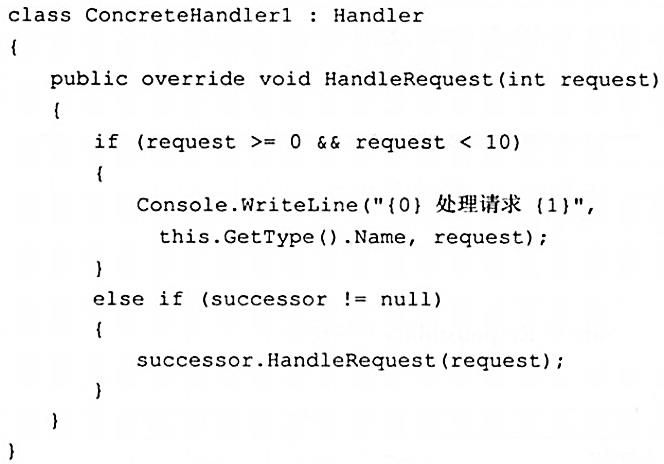 class ConcreteHandler1 : Handler
{
public override void HandleRequest(int request)
{
if (request >= 0 && request < 10)
{
Console.WriteLine("{0} 处理请求 {1}",
this.GetType().Name, request);
}
else if (successor != null)
{
successor.HandleRequest(request);
}
}
}